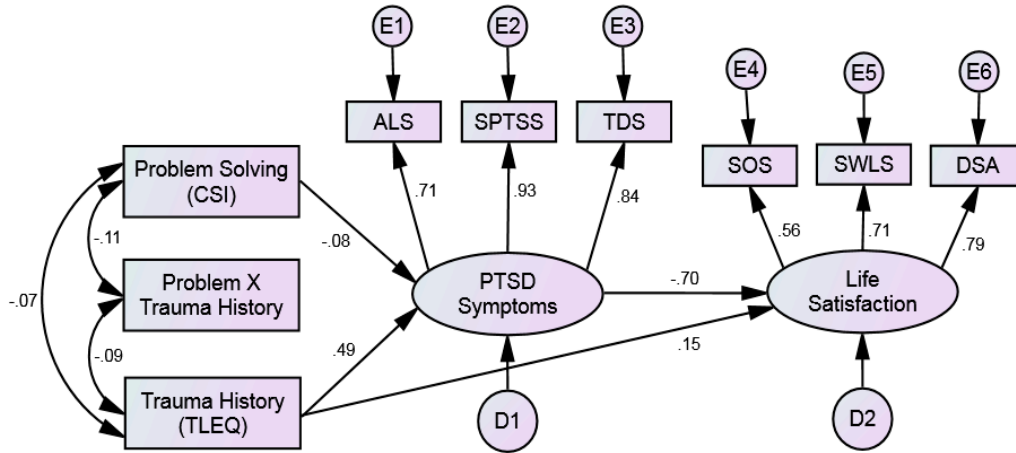 E1
E2
E3
E4
E5
E6
ALS
SPTSS
TDS
SOS
SWLS
DSA
Problem Solving
(CSI)
.71
.93
.84
.56
.71
.79
-.11
-.08
-.07
Problem X
Trauma History
PTSD
Symptoms
-.70
Life
Satisfaction
-.09
.49
.15
Trauma History
(TLEQ)
D1
D2